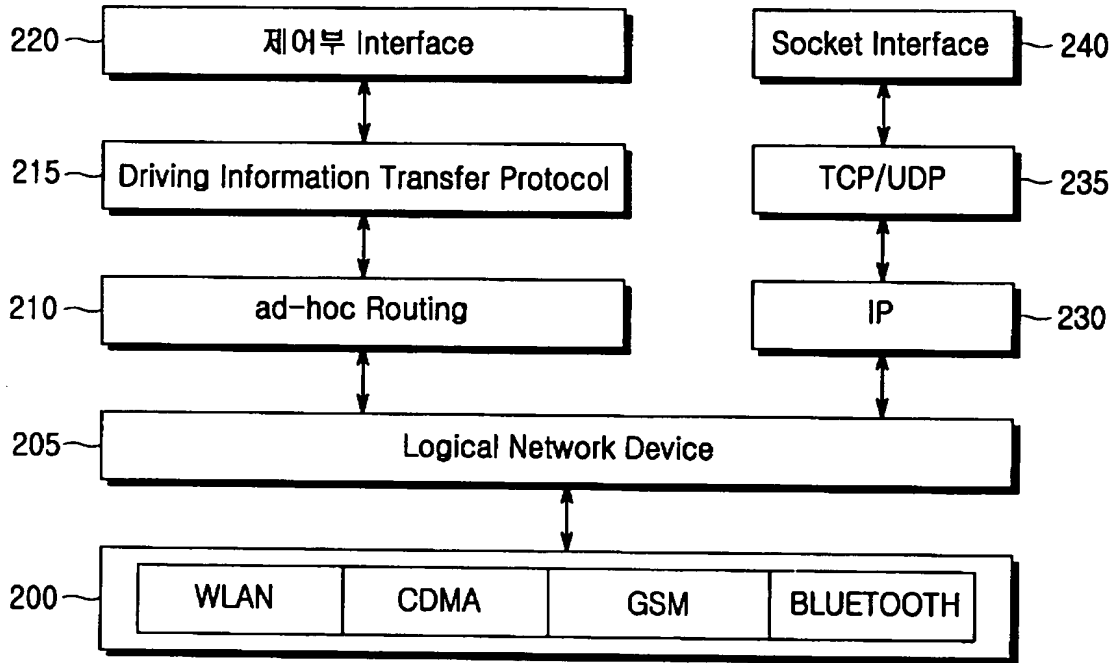 220 제어부 Interface Socket Interface 240
215 Driving Information Transfer Protocol TCP/UDP 235
210 ad-hoc Routing IP 230
205 Logical Network Device
200 WLAN CDMA GSM BLUETOOTH